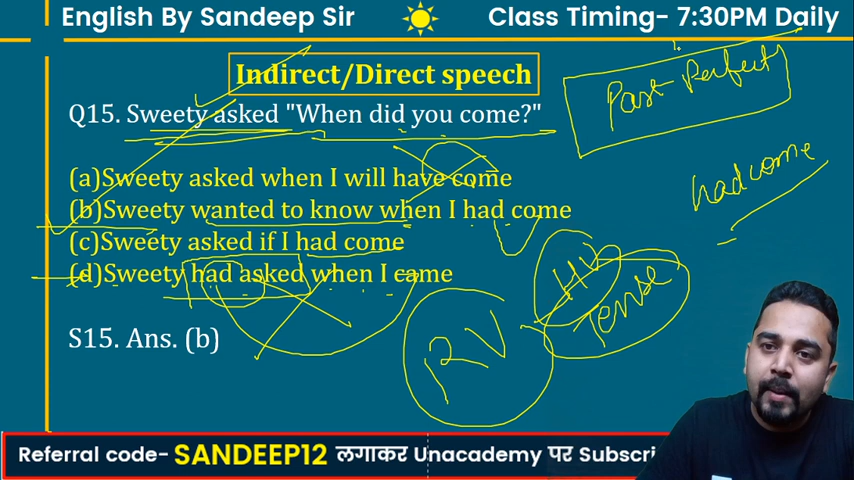 English By Sandeep Sir
Class Timing- 7:30PM Daily
Indirect/Direct speech
Q15. Sweety asked "When did you come?"
Past-Perfect
had come
(a)Sweety asked when I will have come
(b)Sweety wanted to know when I had come
(c)Sweety asked if I had come
(d)Sweety had asked when I came
HV
Tense
RV
S15. Ans. (b)
Referral code- SANDEEP12 लगाकर Unacademy पर Subscri